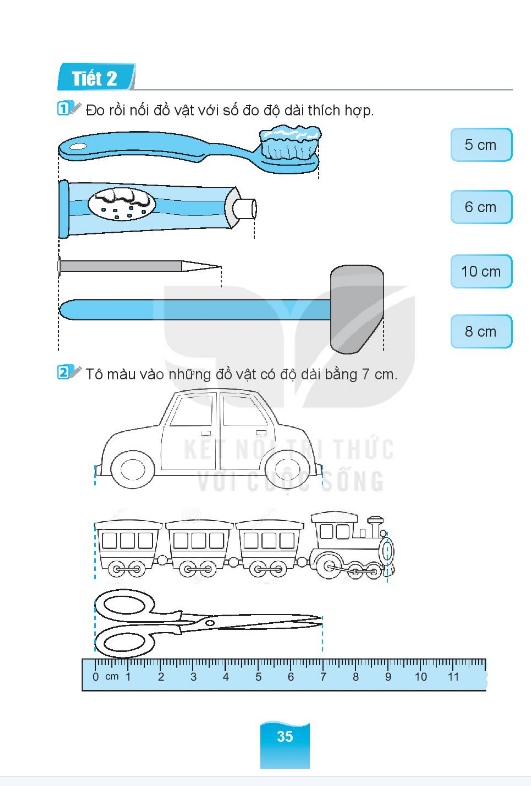 Tiết 2
1 Đo rồi nối đồ vật với số đo độ dài thích hợp.
5 cm
6 cm
10 cm
8 cm
2 Tô màu vào những đồ vật có độ dài bằng 7 cm.
KẾT NỐI TRI THỨC
VỚI CUỘC SỐNG
0 cm 1 2 3 4 5 6 7 8 9 10 11
35